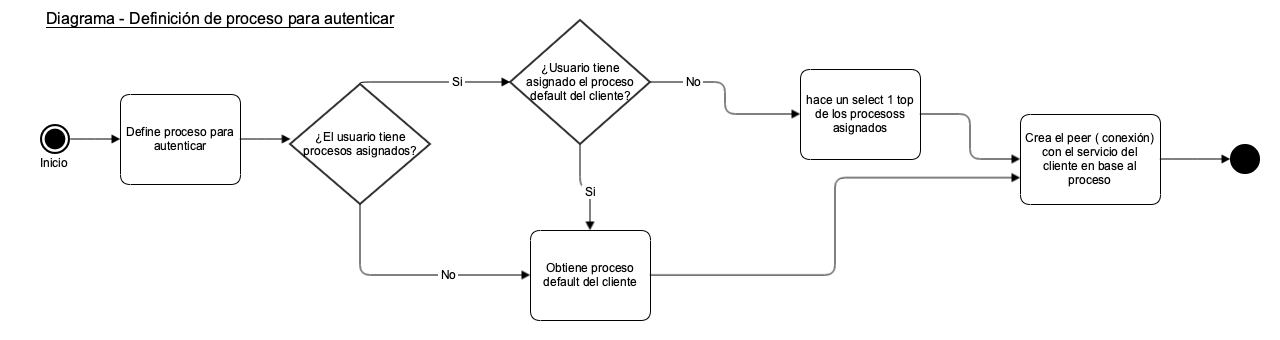 Diagrama - Definición de proceso para autenticar
Inicio
Define proceso para
autenticar
¿El usuario tiene
procesos asignados?
Si
¿Usuario tiene
asignado el proceso
default del cliente?
No
hace un select 1 top
de los procesoss
asignados
Crea el peer ( conexión)
con el servicio del
cliente en base al
proceso
Si
No
Obtiene proceso
default del cliente